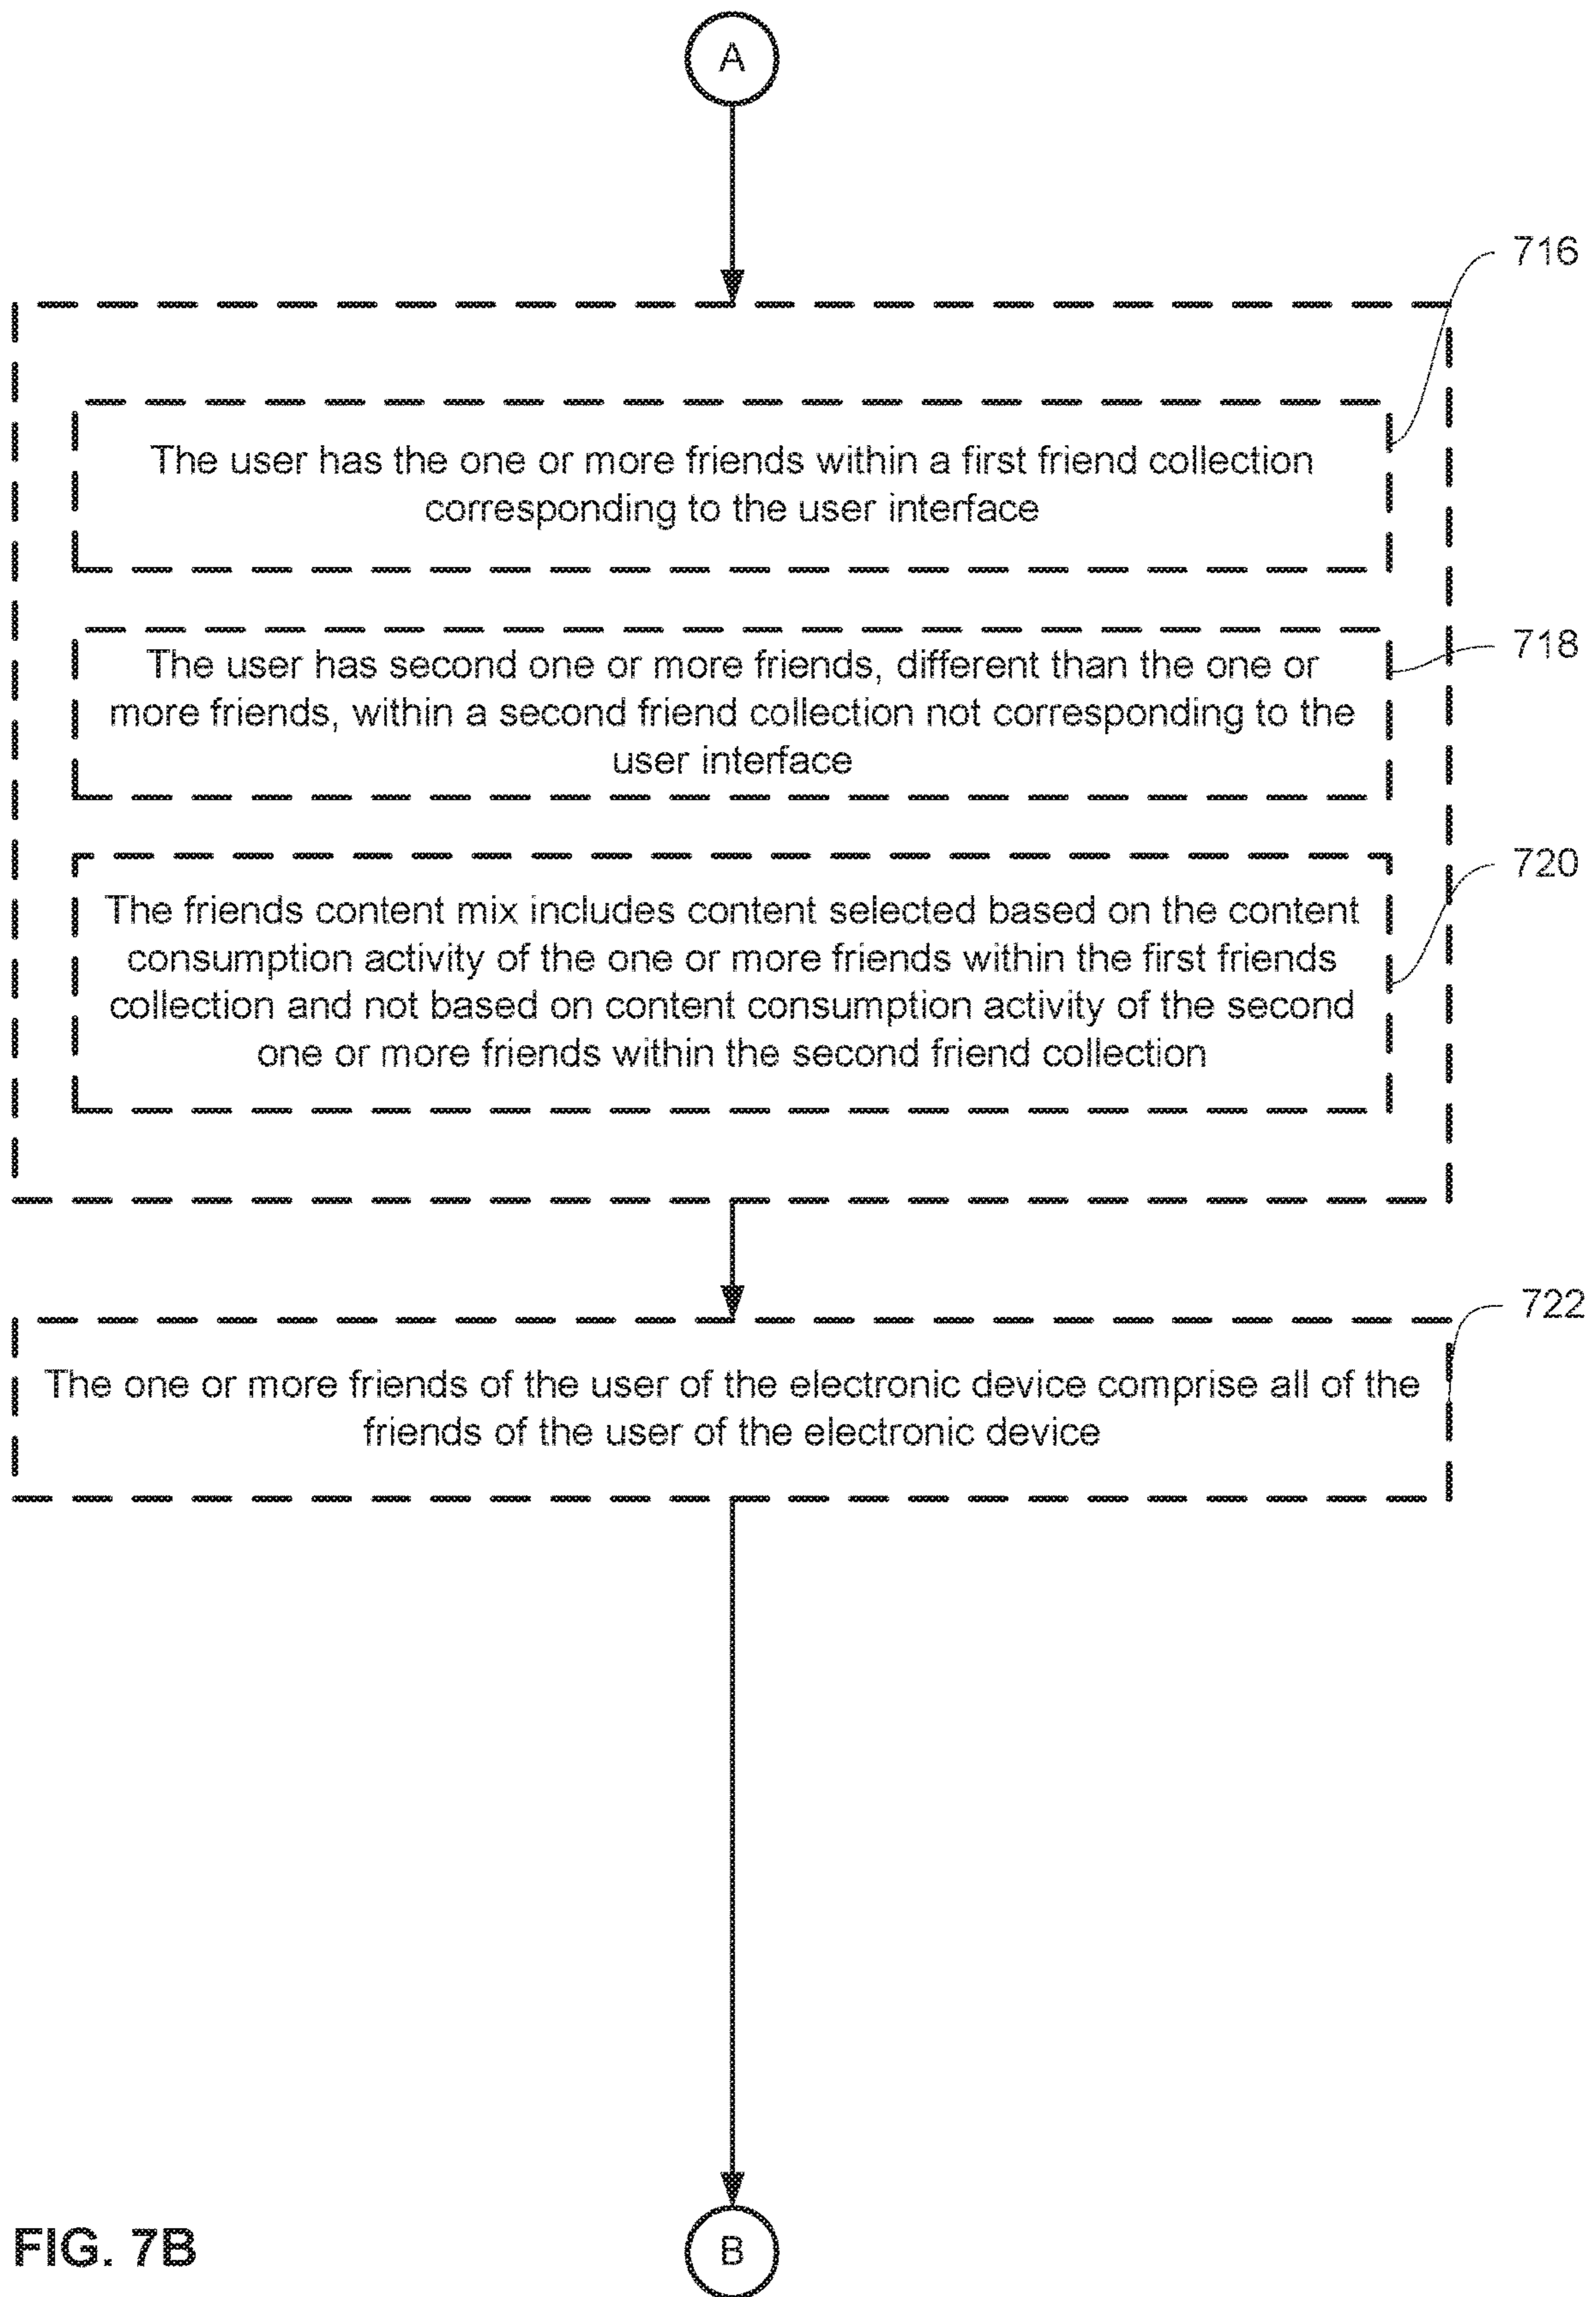 A
716
The user has the one or more friends within a first friend collection
corresponding to the user interface
718
The user has second one or more friends, different than the one or
more friends, within a second friend collection not corresponding to the
user interface
720
The friends content mix includes content selected based on the content
consumption activity of the one or more friends within the first friends
collection and not based on content consumption activity of the second
one or more friends within the second friend collection
722
The one or more friends of the user of the electronic device comprise all of the
friends of the user of the electronic device
FIG. 7B
B